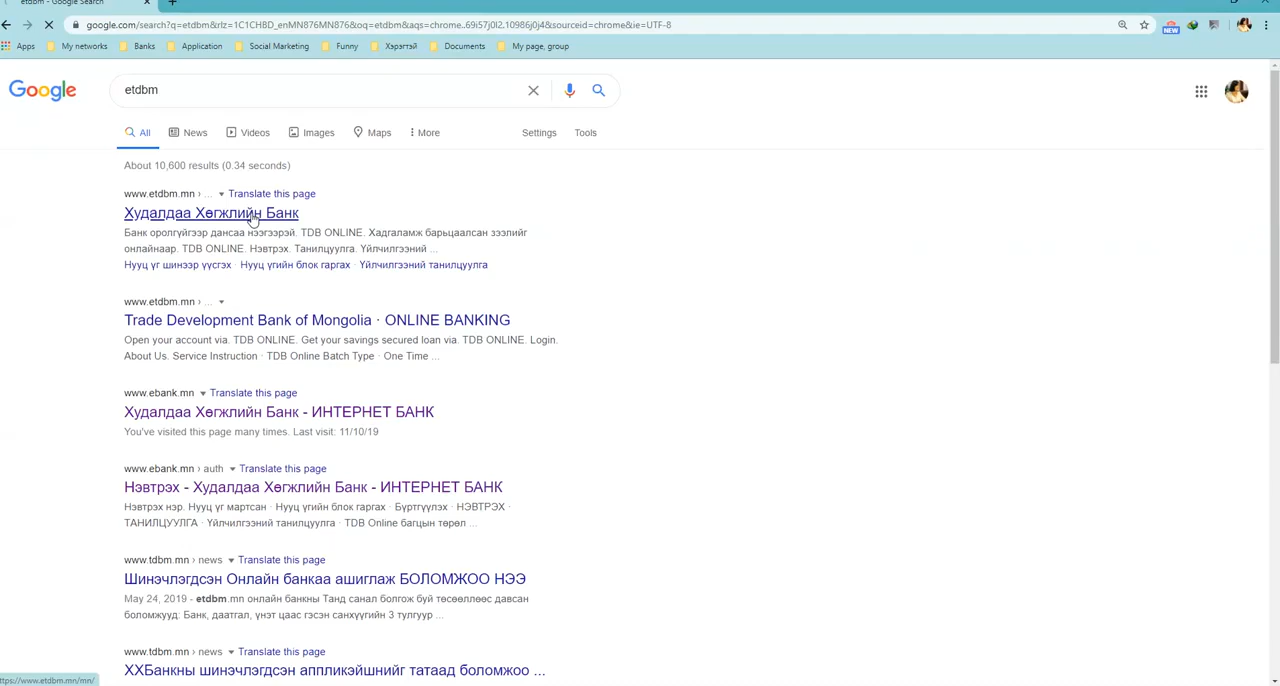 etdbm - Google Search
google.com/search?q=etdbm&rlz=1C1CHBD_enMN876MN876&oq=etdbm&aqs=chrome..69i57j0l2.10986j0j4&sourceid=chrome&ie=UTF-8
NEW
Apps My networks Banks Application Social Marketing Funny Хэрэгтэй Documents My page, group
Google
etdbm
All News Videos Images Maps More Settings Tools
About 10,600 results (0.34 seconds)
www.etdbm.mn › ... Translate this page
Худалдаа Хөгжлийн Банк
Банк оролгүйгээр дансаа нээгээрэй. TDB ONLINE. Хадгаламж барьцаалсан зээлийг
онлайнаар. TDB ONLINE. Нэвтрэх. Танилцуулга. Үйлчилгээний ...
Нууц үг шинээр үүсгэх · Нууц үгийн блок гаргах · Үйлчилгээний танилцуулга
www.etdbm.mn › ...
Trade Development Bank of Mongolia · ONLINE BANKING
Open your account via. TDB ONLINE. Get your savings secured loan via. TDB ONLINE. Login.
About Us. Service Instruction · TDB Online Batch Type · One Time ...
www.ebank.mn Translate this page
Худалдаа Хөгжлийн Банк - ИНТЕРНЕТ БАНК
You've visited this page many times. Last visit: 11/10/19
www.ebank.mn › auth Translate this page
Нэвтрэх - Худалдаа Хөгжлийн Банк - ИНТЕРНЕТ БАНК
Нэвтрэх нэр. Нууц үг мартсан · Нууц үгийн блок гаргах · Бүртгүүлэх · НЭВТРЭХ ·
ТАНИЛЦУУЛГА · Үйлчилгээний танилцуулга · TDB Online багцын төрөл ...
www.tdbm.mn › news Translate this page
Шинэчлэгдсэн Онлайн банкаа ашиглаж БОЛОМЖОО НЭЭ
May 24, 2019 - etdbm.mn онлайн банкны Танд санал болгож буй төсөөллөөс давсан
боломжууд: Банк, даатгал, үнэт цаас гэсэн санхүүгийн 3 тулгуур ...
www.tdbm.mn › news Translate this page
ХХБанкны шинэчлэгдсэн аппликэйшнийг татаад боломжоо ...
ttps://www.etdbm.mn/mn/